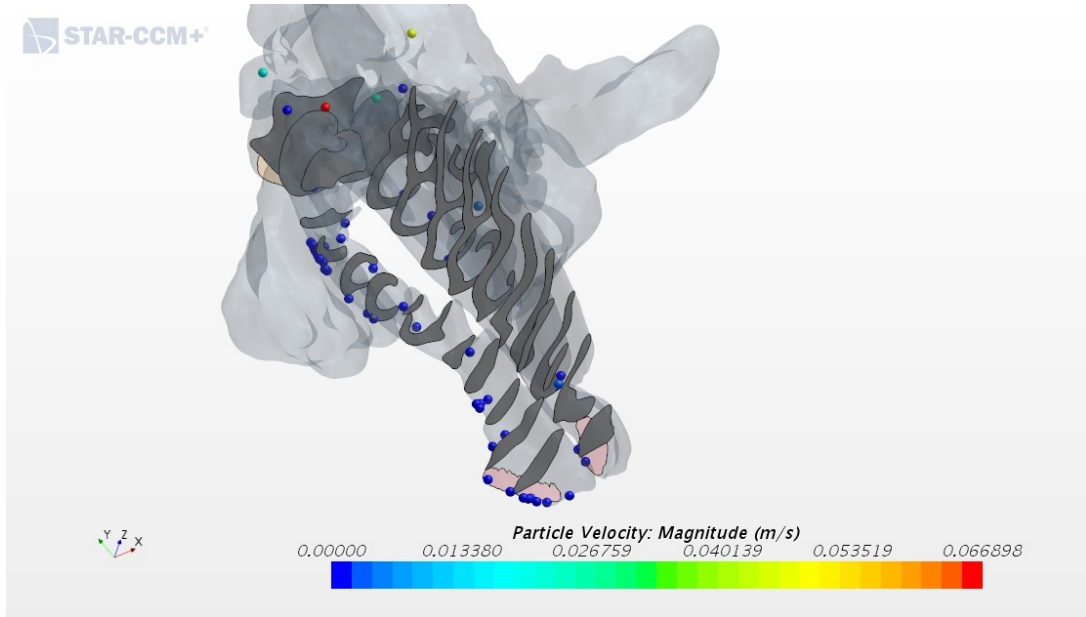 STAR-CCM+®
Y Z X
Particle Velocity: Magnitude (m/s)
0.00000 0.013380 0.026759 0.040139 0.053519 0.066898